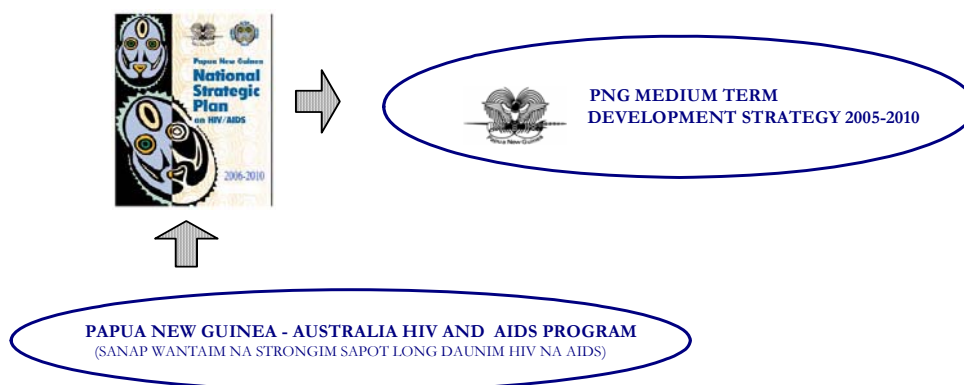 Papua New Guinea
National
Strategic
Plan
on HIV/AIDS
2006-2010
PNG MEDIUM TERM
DEVELOPMENT STRATEGY 2005-2010
Papua New Guinea
PAPUA NEW GUINEA - AUSTRALIA HIV AND AIDS PROGRAM
(SANAP WANTAIM NA STRONGIM SAPOT LONG DAUNIM HIV NA AIDS)